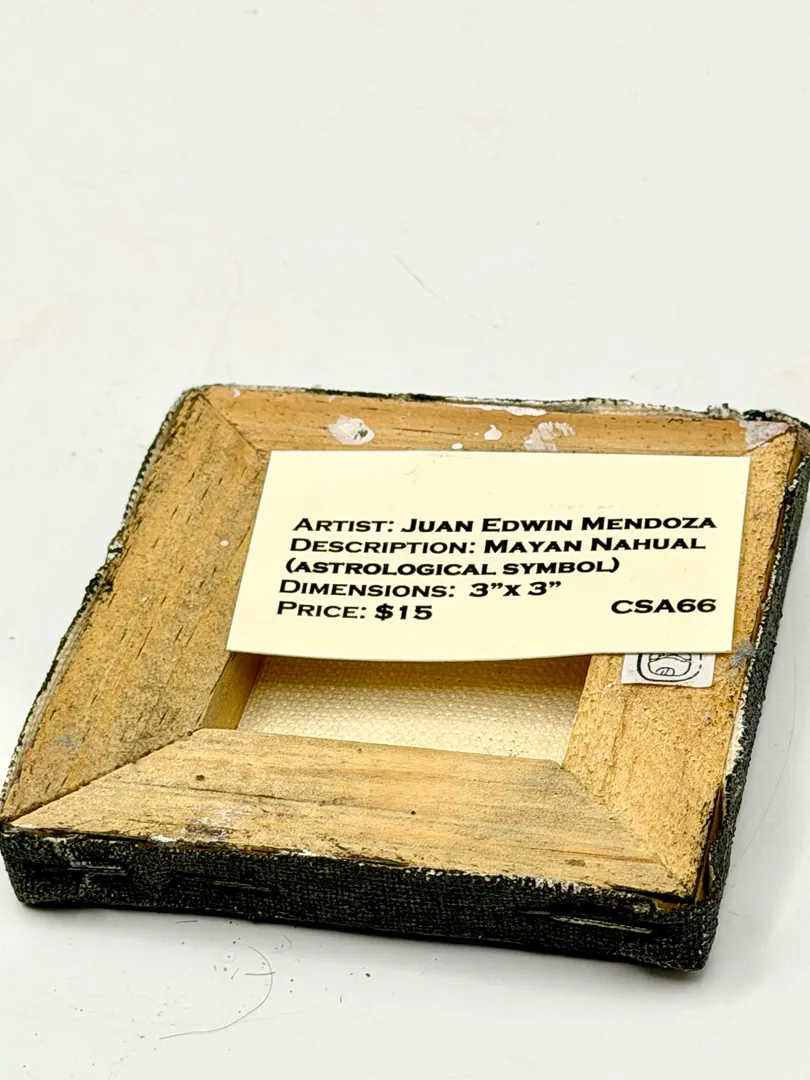 Artist: Juan Edwin Mendoza
Description: Mayan Nahual
(astrological symbol)
Dimensions: 3”x 3”
Price: $15 CSA66